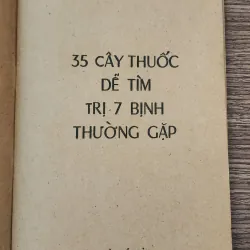 35 CÂY THUỐC
DỄ TÌM
TRỊ 7 BỊNH
THƯỜNG GẶP